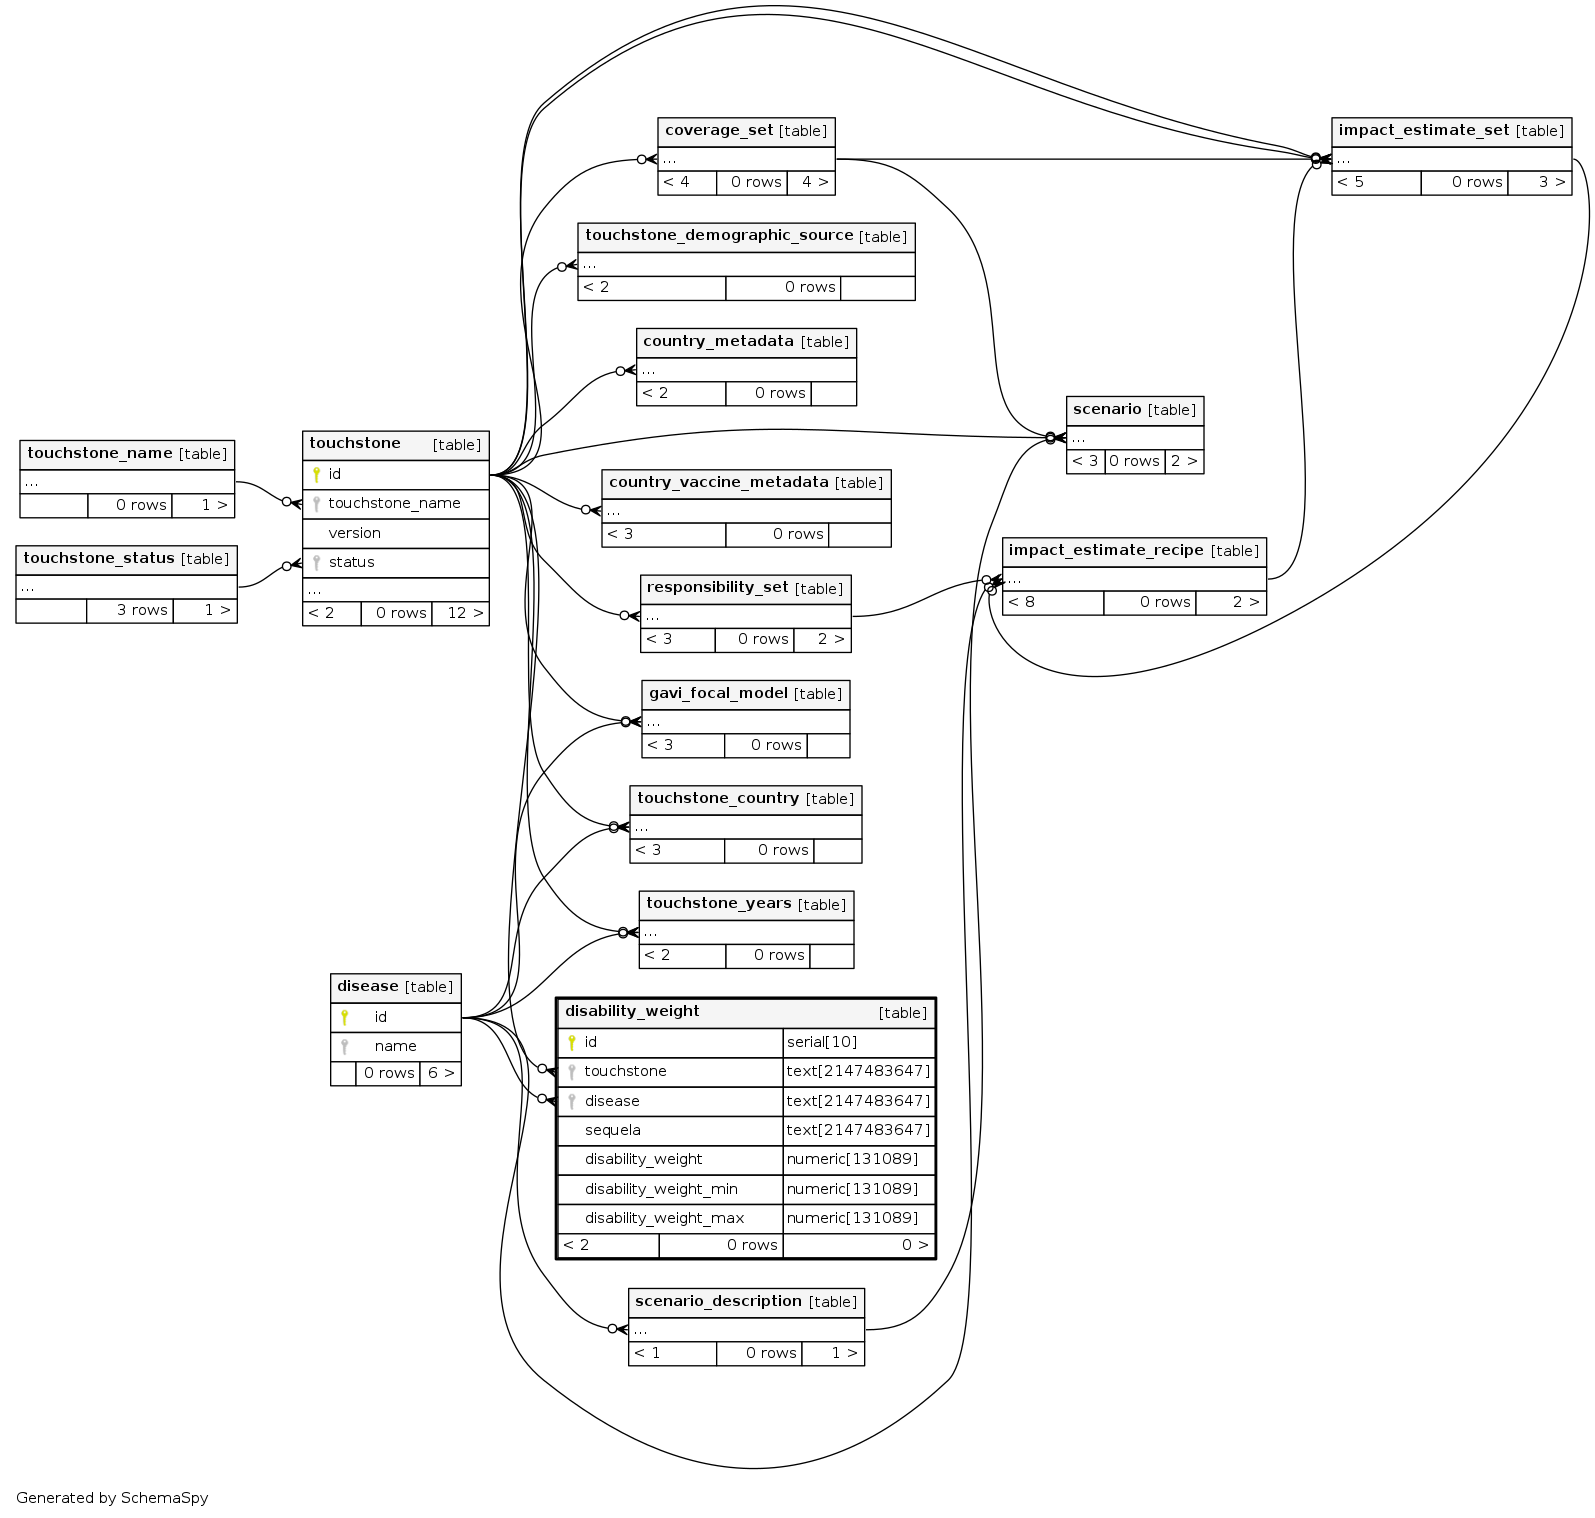 coverage_set [table]
...
< 4 0 rows 4 >
impact_estimate_set [table]
...
< 5 0 rows 3 >
touchstone_demographic_source [table]
...
< 2 0 rows
country_metadata [table]
...
< 2 0 rows
scenario [table]
...
< 3 0 rows 2 >
touchstone_name [table]
...
0 rows 1 >
touchstone_status [table]
...
3 rows 1 >
touchstone [table]
id
touchstone_name
version
status
...
< 2 0 rows 12 >
country_vaccine_metadata [table]
...
< 3 0 rows
impact_estimate_recipe [table]
...
< 8 0 rows 2 >
responsibility_set [table]
...
< 3 0 rows 2 >
gavi_focal_model [table]
...
< 3 0 rows
touchstone_country [table]
...
< 3 0 rows
touchstone_years [table]
...
< 2 0 rows
disease [table]
id
name
0 rows 6 >
disability_weight [table]
id serial[10]
touchstone text[2147483647]
disease text[2147483647]
sequela text[2147483647]
disability_weight numeric[131089]
disability_weight_min numeric[131089]
disability_weight_max numeric[131089]
< 2 0 rows 0 >
scenario_description [table]
...
< 1 0 rows 1 >
Generated by SchemaSpy